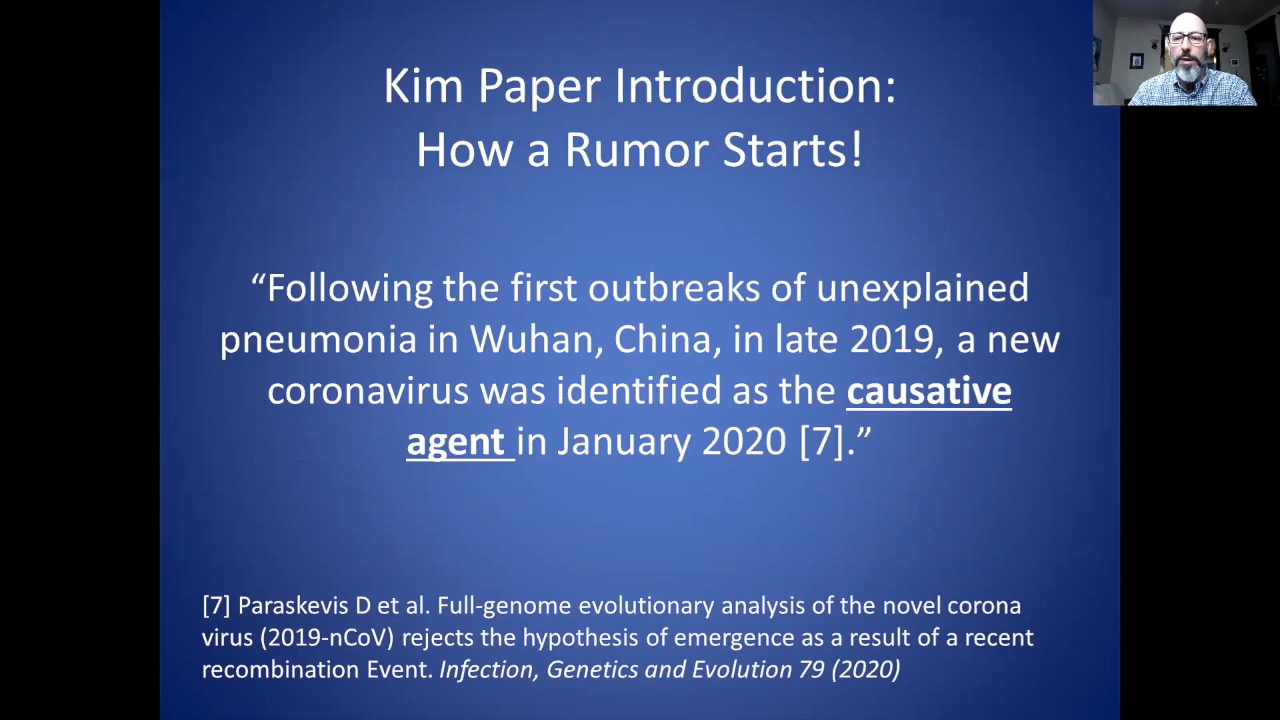 Kim Paper Introduction:
How a Rumor Starts!
“Following the first outbreaks of unexplained
pneumonia in Wuhan, China, in late 2019, a new
coronavirus was identified as the causative
agent in January 2020 [7].”
[7] Paraskevis D et al. Full-genome evolutionary analysis of the novel corona
virus (2019-nCoV) rejects the hypothesis of emergence as a result of a recent
recombination Event. Infection, Genetics and Evolution 79 (2020)